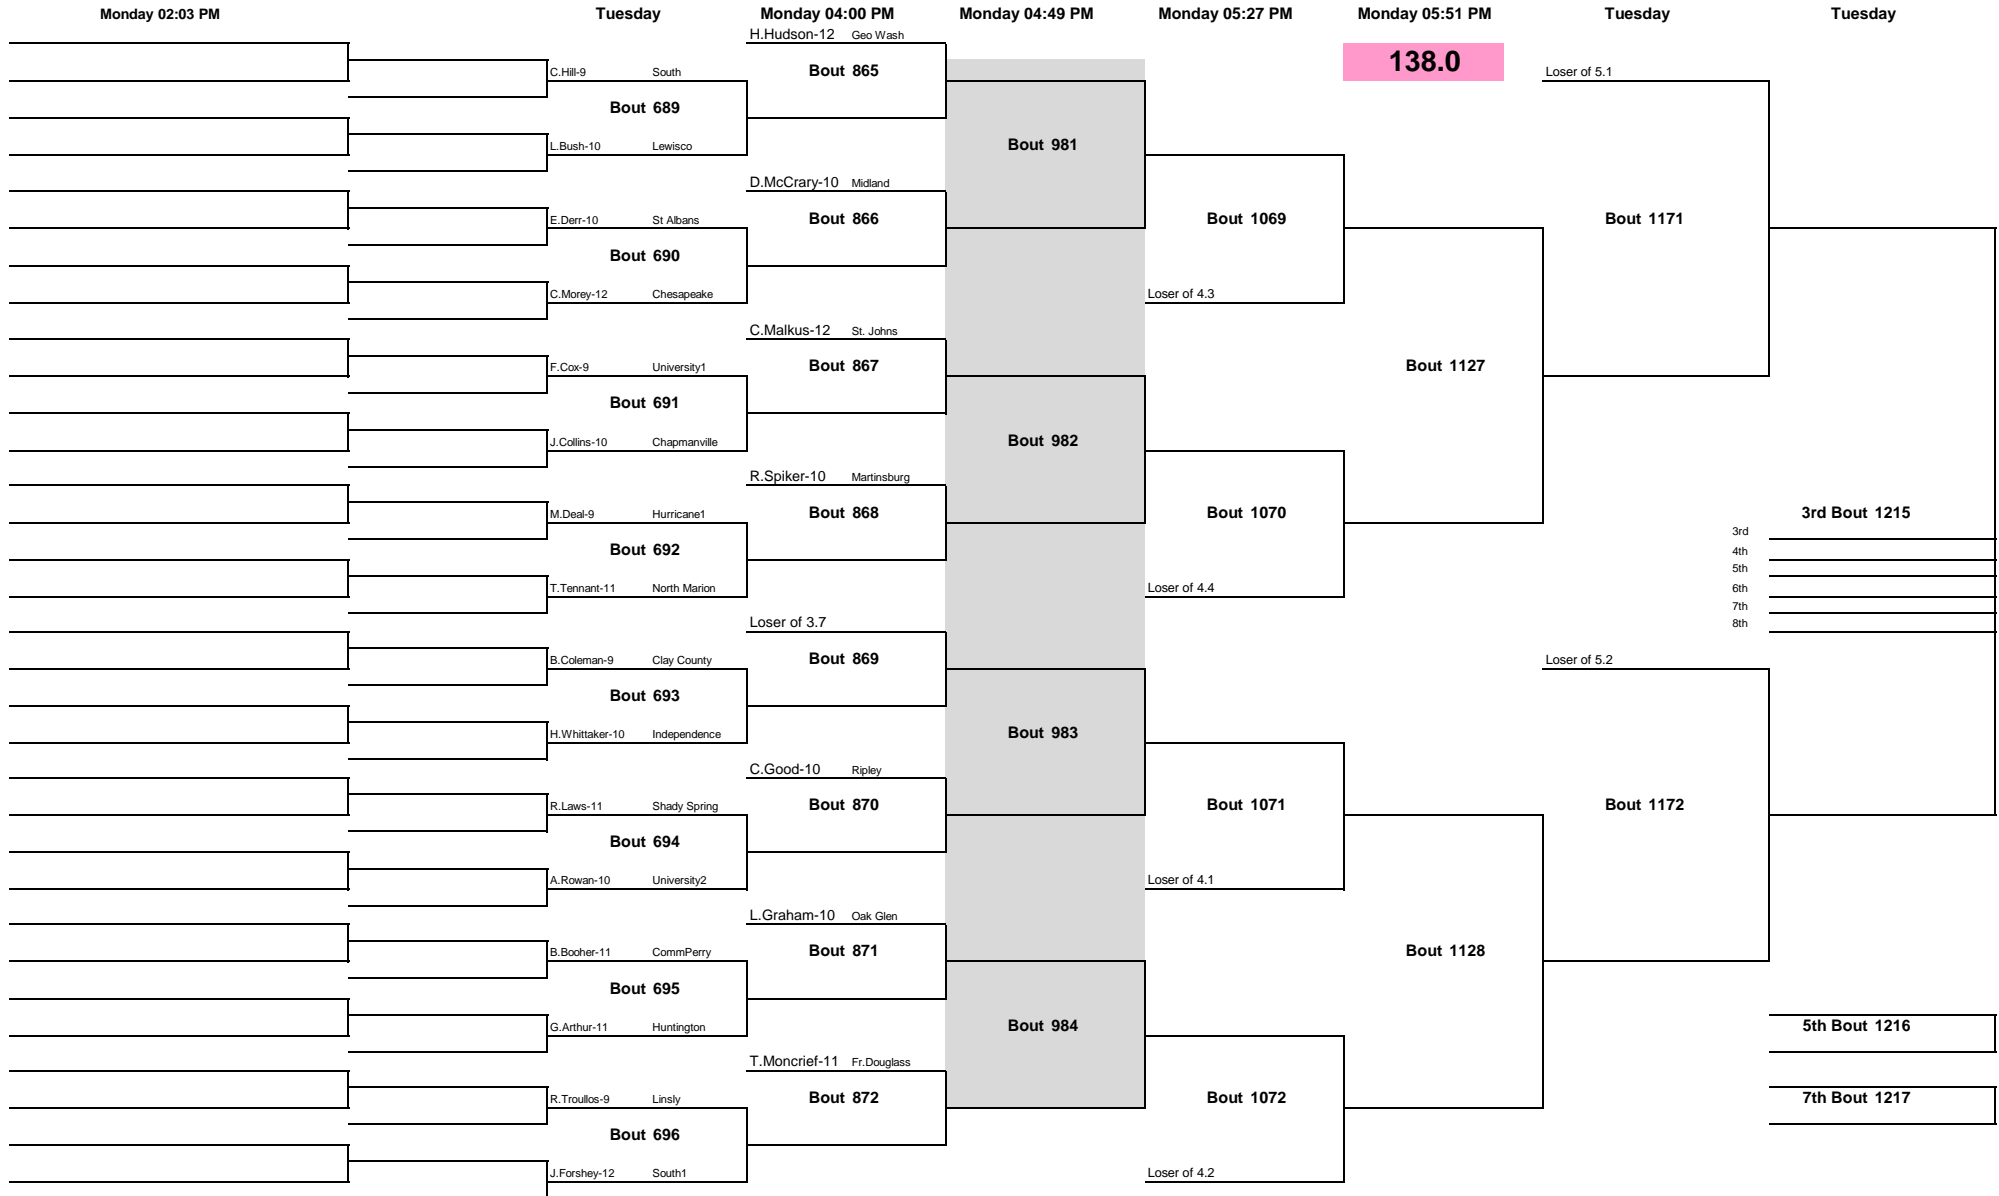 Monday 02:03 PM Tuesday Monday 04:00 PM Monday 04:49 PM Monday 05:27 PM Monday 05:51 PM Tuesday Tuesday
H.Hudson-12 Geo Wash
138.0
C.Hill-9 South Bout 865 Loser of 5.1
Bout 689
L.Bush-10 Lewisco Bout 981
D.McCrary-10 Midland
E.Derr-10 St Albans Bout 866 Bout 1069 Bout 1171
Bout 690
C.Morey-12 Chesapeake Loser of 4.3
C.Malkus-12 St. Johns
F.Cox-9 University1 Bout 867 Bout 1127
Bout 691
J.Collins-10 Chapmanville Bout 982
R.Spiker-10 Martinsburg
M.Deal-9 Hurricane1 Bout 868 Bout 1070 3rd Bout 1215
3rd
Bout 692 4th
5th
T.Tennant-11 North Marion Loser of 4.4 6th
7th
Loser of 3.7 8th
B.Coleman-9 Clay County Bout 869 Loser of 5.2
Bout 693
H.Whittaker-10 Independence Bout 983
C.Good-10 Ripley
R.Laws-11 Shady Spring Bout 870 Bout 1071 Bout 1172
Bout 694
A.Rowan-10 University2 Loser of 4.1
L.Graham-10 Oak Glen
B.Booher-11 CommPerry Bout 871 Bout 1128
Bout 695
G.Arthur-11 Huntington Bout 984 5th Bout 1216
T.Moncrief-11 Fr.Douglass
R.Troullos-9 Linsly Bout 872 Bout 1072 7th Bout 1217
Bout 696
J.Forshey-12 South1 Loser of 4.2